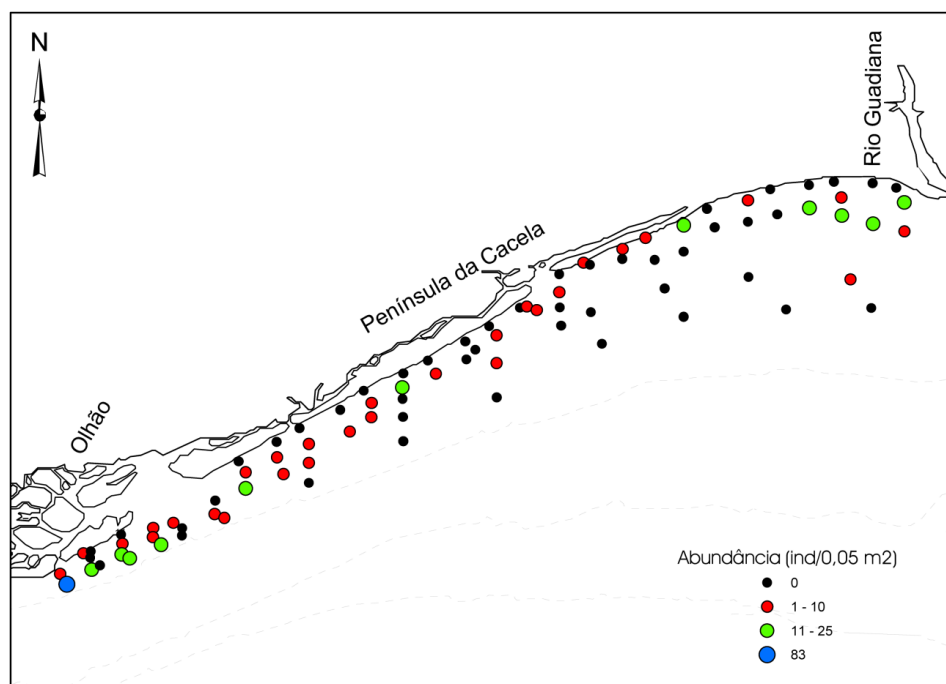 N
Rio Guadiana
Península da Cacela
Olhão
Abundância (ind/0,05 m2)
0
1 - 10
11 - 25
83